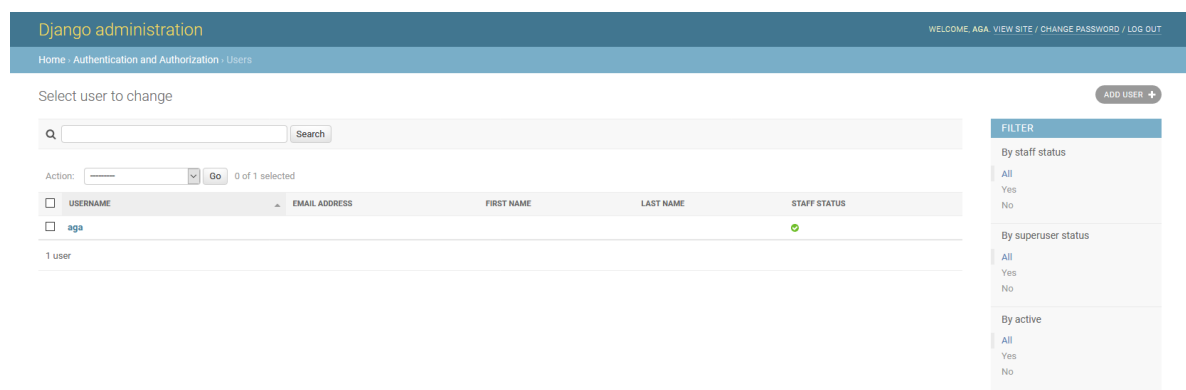 Django administration
WELCOME, AGA. VIEW SITE / CHANGE PASSWORD / LOG OUT
Home › Authentication and Authorization › Users
Select user to change
ADD USER +
Search
Action: --------- Go 0 of 1 selected
USERNAME EMAIL ADDRESS FIRST NAME LAST NAME STAFF STATUS
aga
1 user
FILTER
By staff status
All
Yes
No
By superuser status
All
Yes
No
By active
All
Yes
No